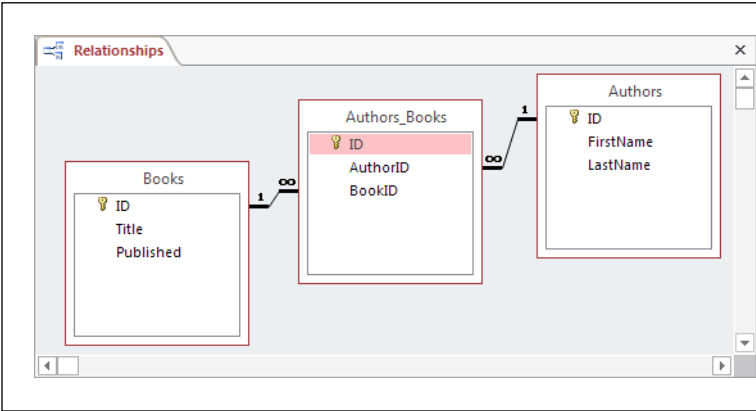 Relationships
Books
ID
Title
Published
1
∞
Authors_Books
ID
AuthorID
BookID
∞
1
Authors
ID
FirstName
LastName